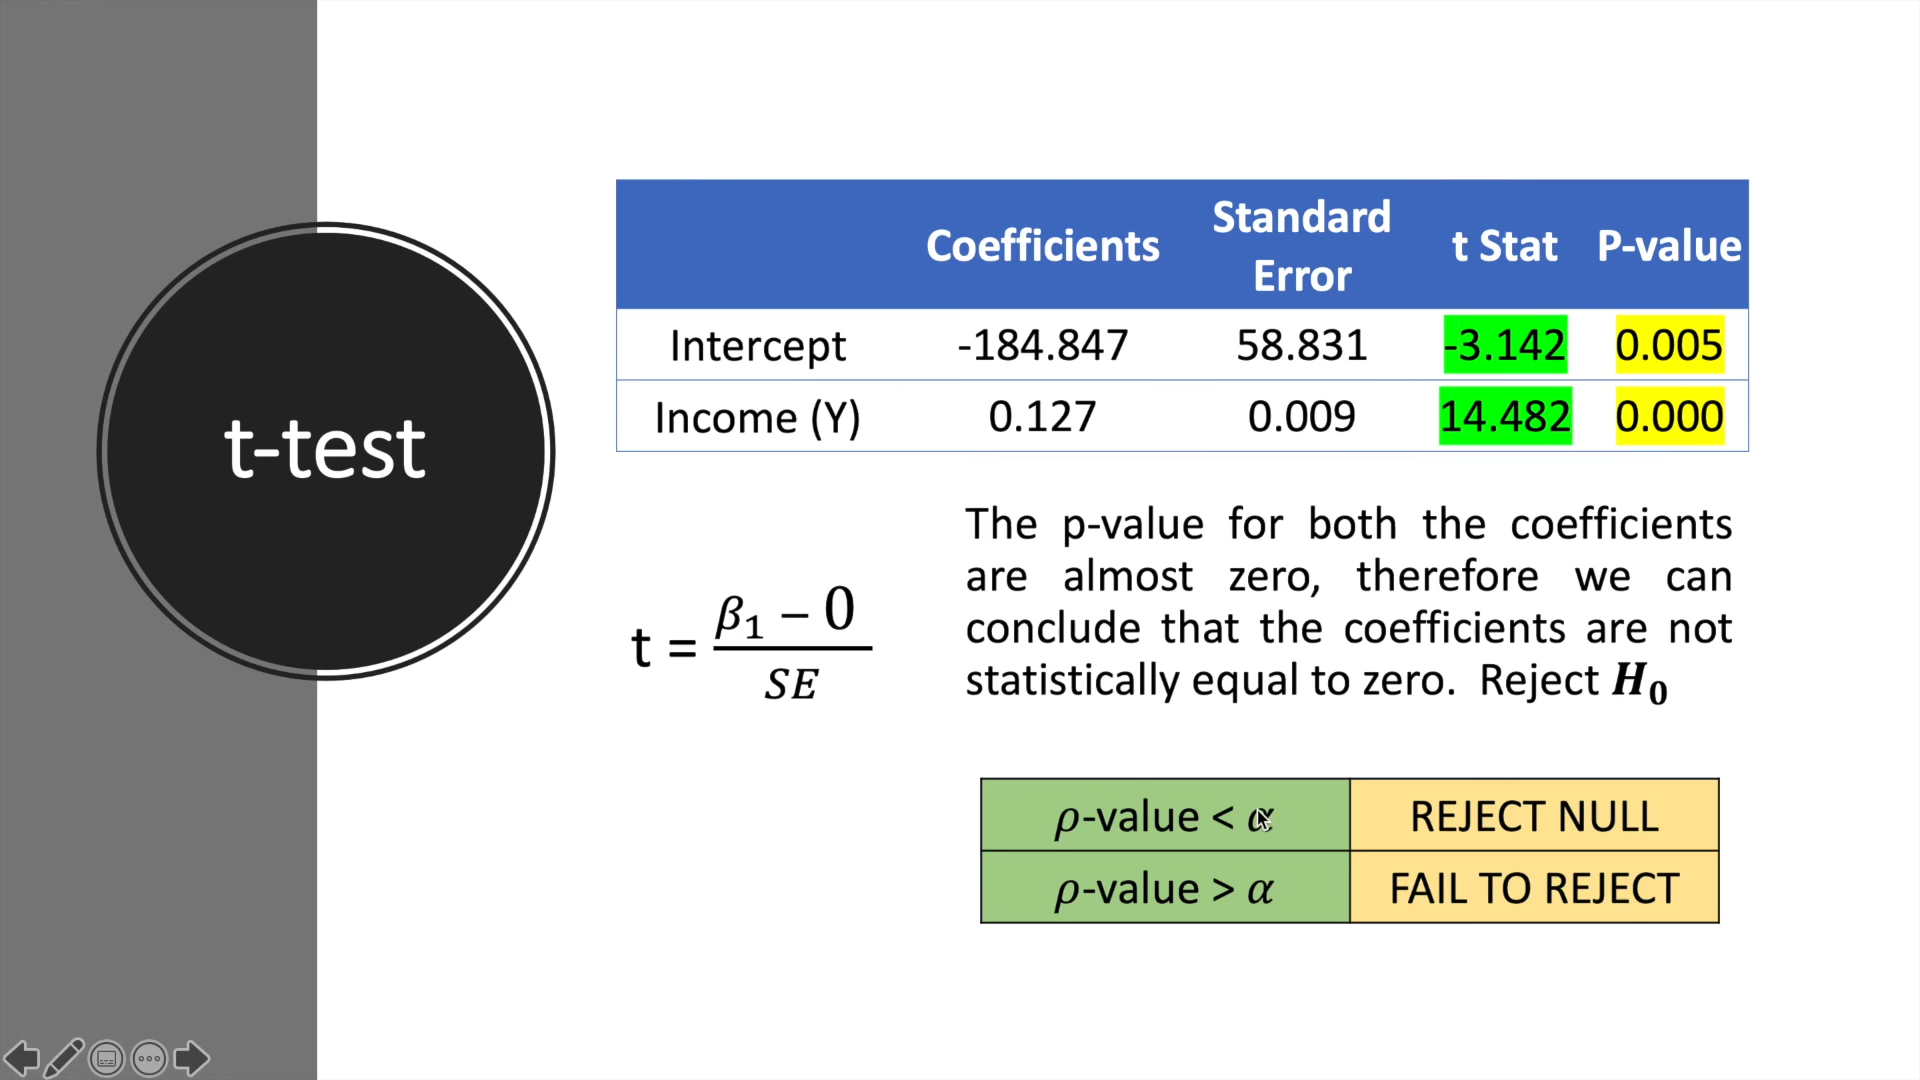 t-test
Coefficients Standard Error t Stat P-value
Intercept -184.847 58.831 -3.142 0.005
Income (Y) 0.127 0.009 14.482 0.000
t = β₁ − 0 / SE
The p-value for both the coefficients
are almost zero, therefore we can
conclude that the coefficients are not
statistically equal to zero. Reject H₀
ρ-value < α REJECT NULL
ρ-value > α FAIL TO REJECT